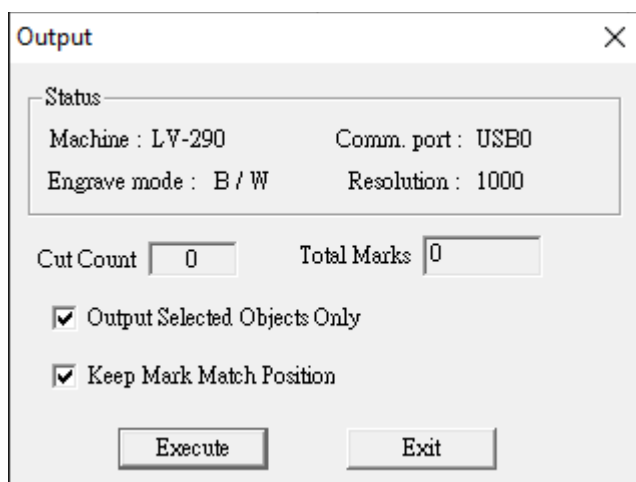 Output
Status
Machine : LV-290 Comm. port : USB0
Engrave mode : B / W Resolution : 1000
Cut Count 0 Total Marks 0
Output Selected Objects Only
Keep Mark Match Position
Execute Exit